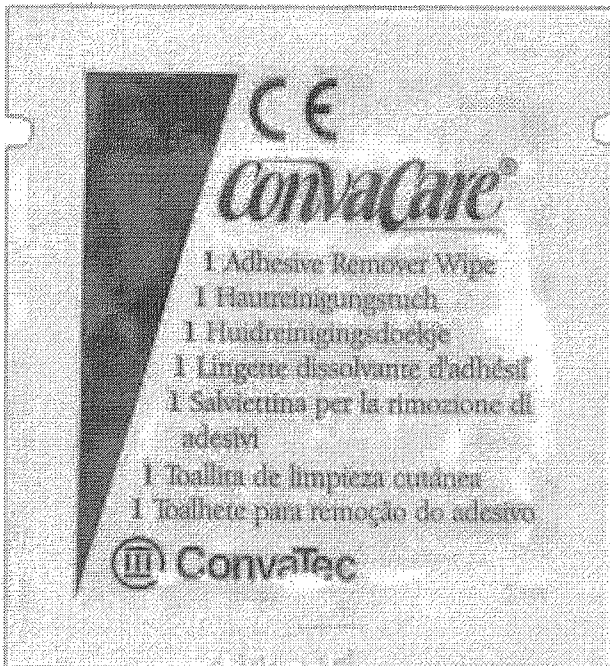 CE
ConvaCare®
1 Adhesive Remover Wipe
1 Hautreinigungstuch
1 Huidreinigingsdoekje
1 Lingette dissolvante d'adhésif
1 Salviettina per la rimozione di
adesivi
1 Toallita de limpieza cutánea
1 Toalhete para remoção do adesivo
ConvaTec